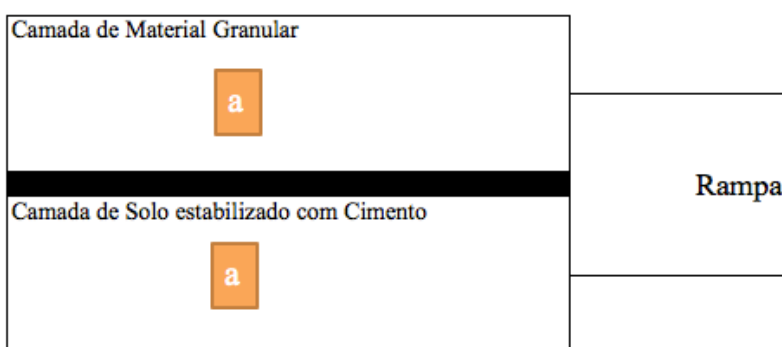 Camada de Material Granular
a
Rampa
Camada de Solo estabilizado com Cimento
a